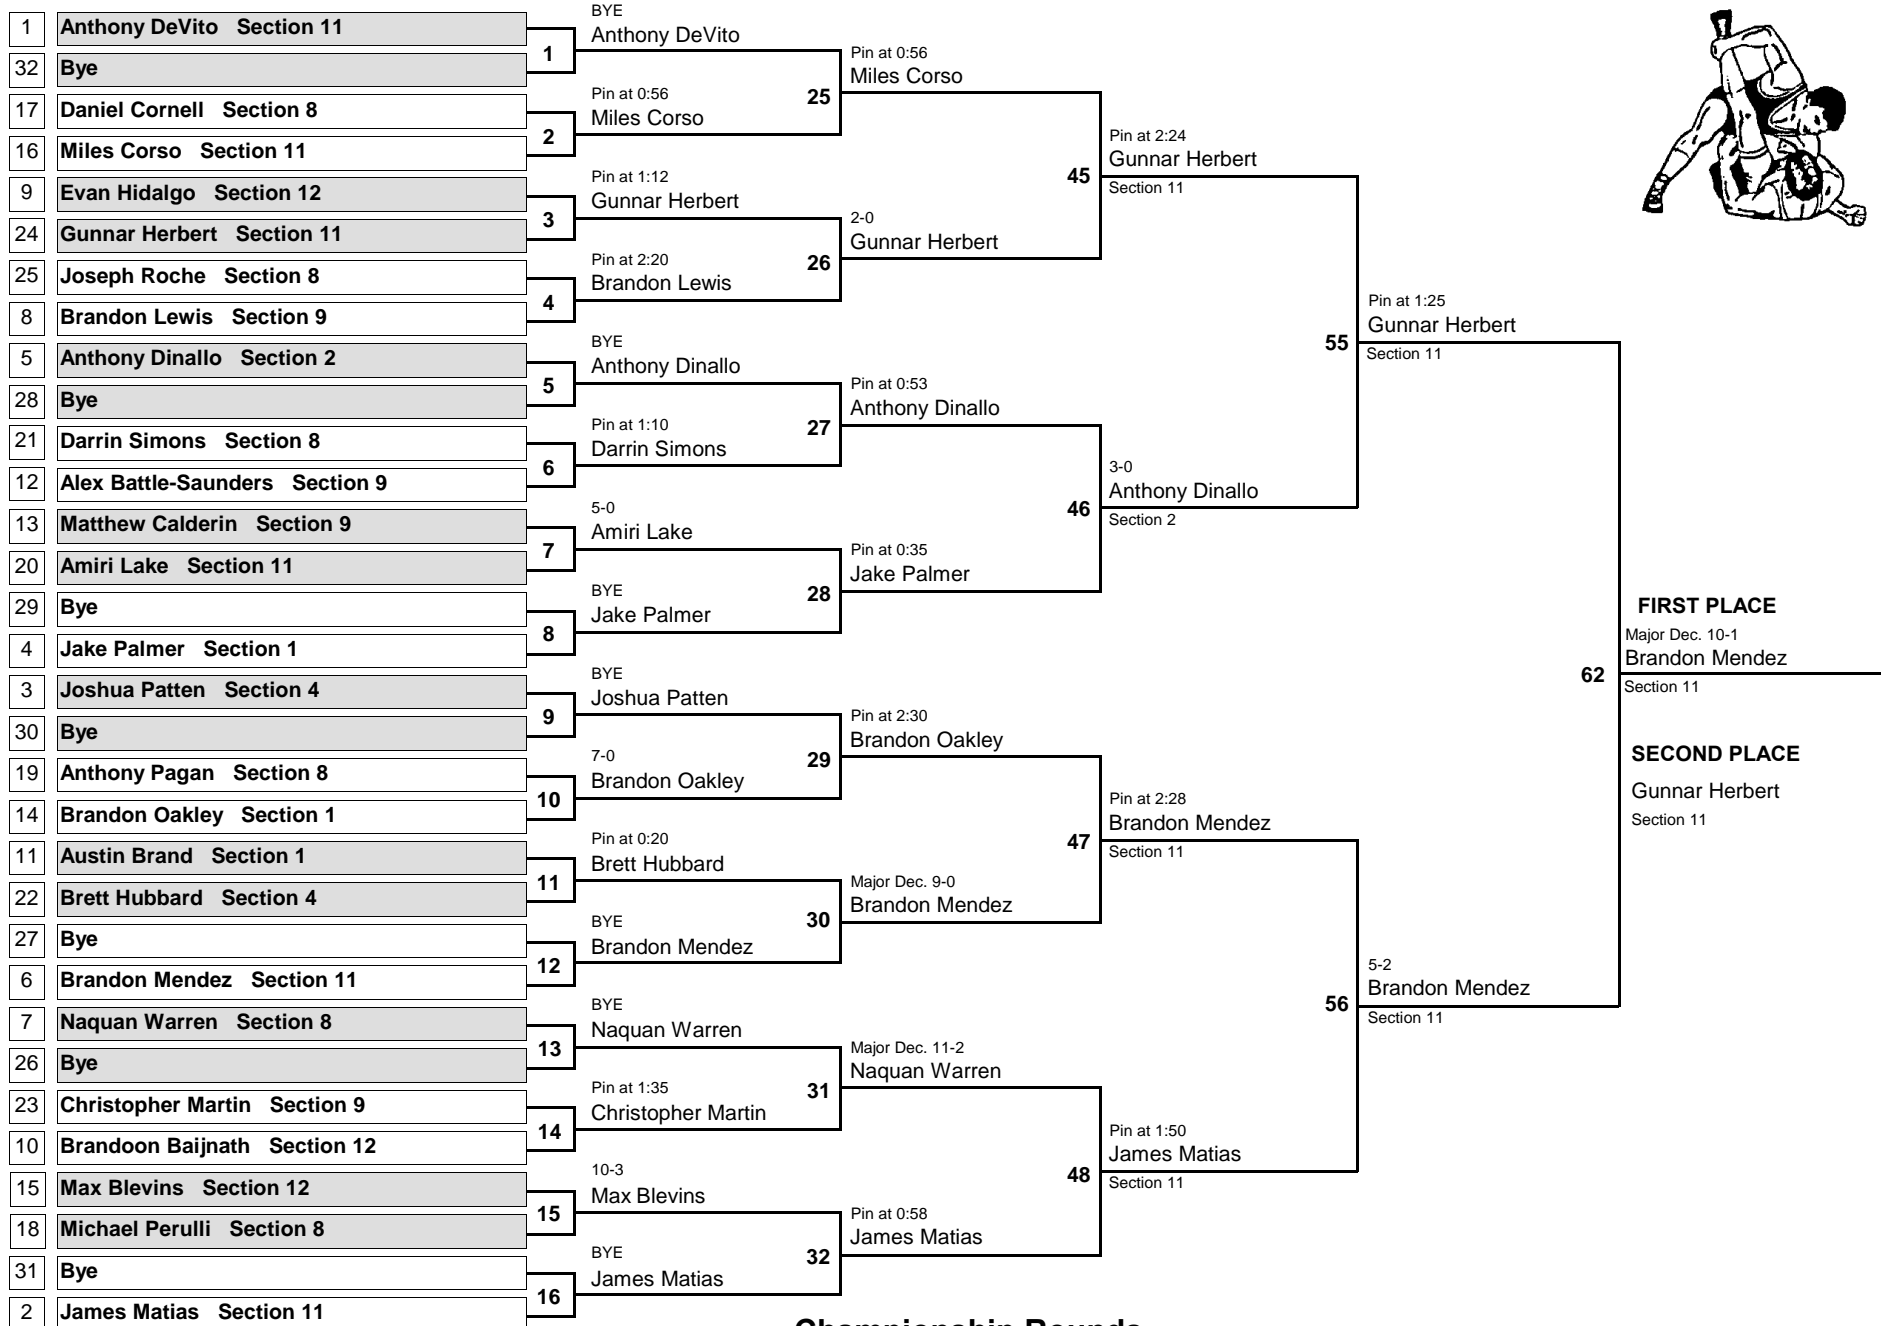 1 Anthony DeVito Section 11
32 Bye
17 Daniel Cornell Section 8
16 Miles Corso Section 11
9 Evan Hidalgo Section 12
24 Gunnar Herbert Section 11
25 Joseph Roche Section 8
8 Brandon Lewis Section 9
5 Anthony Dinallo Section 2
28 Bye
21 Darrin Simons Section 8
12 Alex Battle-Saunders Section 9
13 Matthew Calderin Section 9
20 Amiri Lake Section 11
29 Bye
4 Jake Palmer Section 1
3 Joshua Patten Section 4
30 Bye
19 Anthony Pagan Section 8
14 Brandon Oakley Section 1
11 Austin Brand Section 1
22 Brett Hubbard Section 4
27 Bye
6 Brandon Mendez Section 11
7 Naquan Warren Section 8
26 Bye
23 Christopher Martin Section 9
10 Brandoon Baijnath Section 12
15 Max Blevins Section 12
18 Michael Perulli Section 8
31 Bye
2 James Matias Section 11
1
2
3
4
5
6
7
8
9
10
11
12
13
14
15
16
BYE
Anthony DeVito
Pin at 0:56
Miles Corso
Pin at 1:12
Gunnar Herbert
Pin at 2:20
Brandon Lewis
BYE
Anthony Dinallo
Pin at 1:10
Darrin Simons
5-0
Amiri Lake
BYE
Jake Palmer
BYE
Joshua Patten
7-0
Brandon Oakley
Pin at 0:20
Brett Hubbard
BYE
Brandon Mendez
BYE
Naquan Warren
Pin at 1:35
Christopher Martin
10-3
Max Blevins
BYE
James Matias
25
26
27
28
29
30
31
32
Pin at 0:56
Miles Corso
2-0
Gunnar Herbert
Pin at 0:53
Anthony Dinallo
Pin at 0:35
Jake Palmer
Pin at 2:30
Brandon Oakley
Major Dec. 9-0
Brandon Mendez
Major Dec. 11-2
Naquan Warren
Pin at 0:58
James Matias
45
46
47
48
Pin at 2:24
Gunnar Herbert
Section 11
3-0
Anthony Dinallo
Section 2
Pin at 2:28
Brandon Mendez
Section 11
Pin at 1:50
James Matias
Section 11
55
56
Pin at 1:25
Gunnar Herbert
Section 11
5-2
Brandon Mendez
Section 11
62
FIRST PLACE
Major Dec. 10-1
Brandon Mendez
Section 11
SECOND PLACE
Gunnar Herbert
Section 11
Championship Rounds